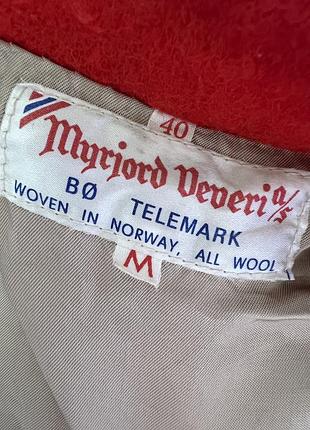 40
Myrjord Veveri a/s
BØ TELEMARK
WOVEN IN NORWAY, ALL WOOL
M